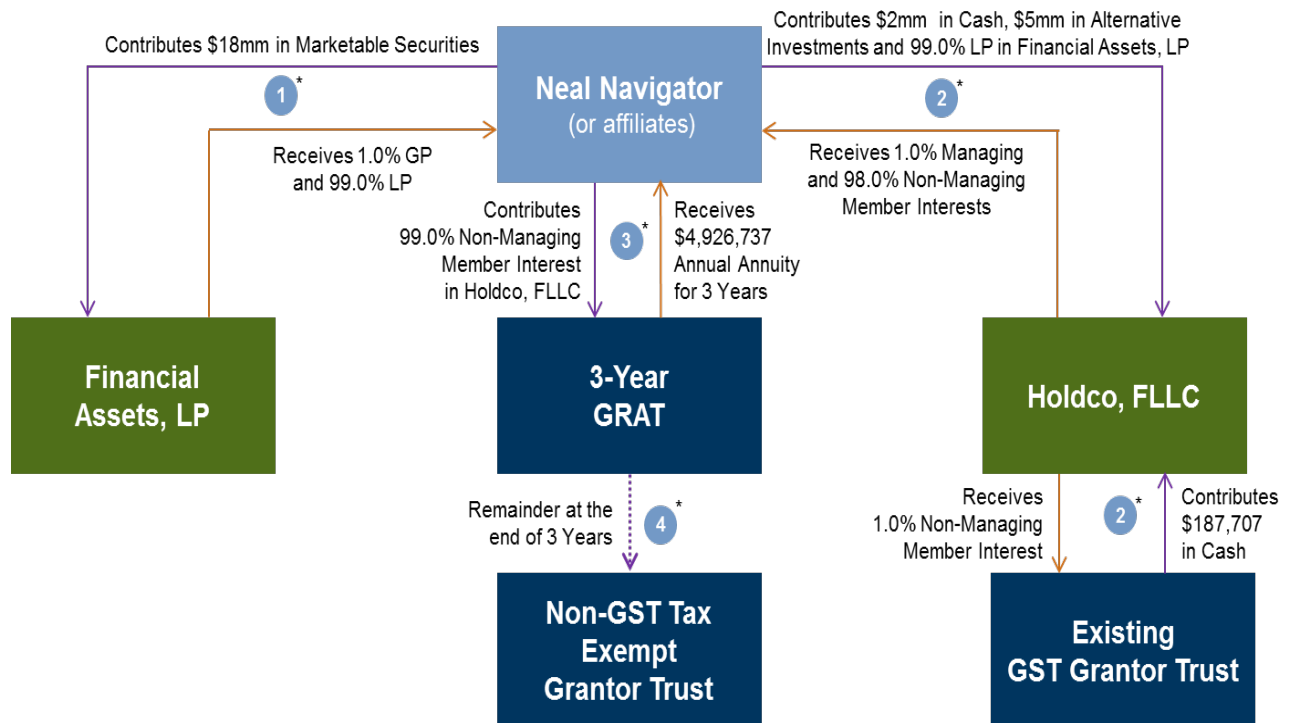 Contributes $18mm in Marketable Securities
1*
Receives 1.0% GP
and 99.0% LP
Neal Navigator
(or affiliates)
Contributes $2mm in Cash, $5mm in Alternative
Investments and 99.0% LP in Financial Assets, LP
2*
Receives 1.0% Managing
and 98.0% Non-Managing
Member Interests
Contributes
99.0% Non-Managing
Member Interest
in Holdco, FLLC
3*
Receives
$4,926,737
Annual Annuity
for 3 Years
Financial
Assets, LP
3-Year
GRAT
Holdco, FLLC
Remainder at the
end of 3 Years
4*
Receives
1.0% Non-Managing
Member Interest
2*
Contributes
$187,707
in Cash
Non-GST Tax
Exempt
Grantor Trust
Existing
GST Grantor Trust